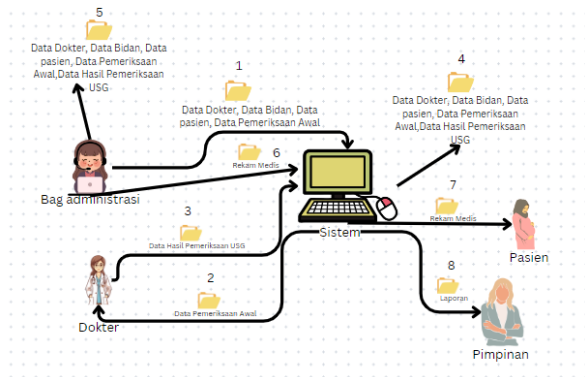 5
Data Dokter, Data Bidan, Data
pasien, Data Pemeriksaan
Awal,Data Hasil Pemeriksaan
USG
1
Data Dokter, Data Bidan, Data
pasien, Data Pemeriksaan Awal
4
Data Dokter, Data Bidan, Data
pasien, Data Pemeriksaan
Awal,Data Hasil Pemeriksaan
USG
6
Rekam Medis
Bag administrasi
7
Rekam Medis
3
Data Hasil Pemeriksaan USG
Sistem
Pasien
2
Data Pemeriksaan Awal
Dokter
8
Laporan
Pimpinan